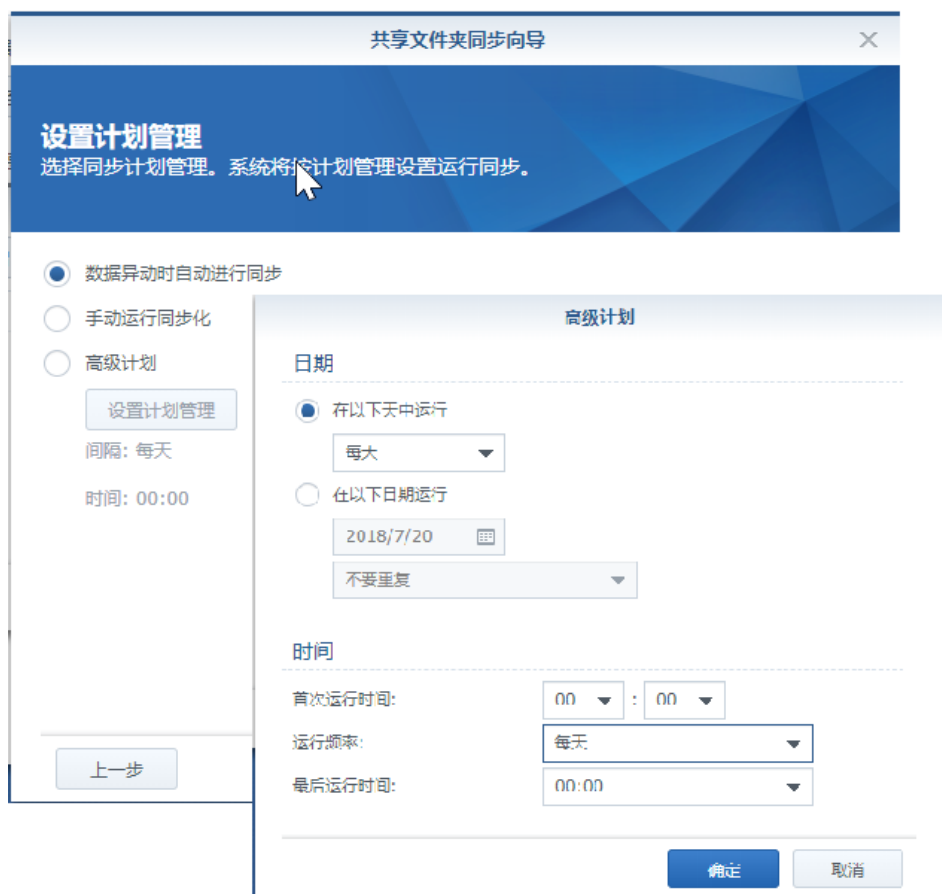 共享文件夹同步向导
设置计划管理
选择同步计划管理。系统将按计划管理设置运行同步。
数据异动时自动进行同步
手动运行同步化
高级计划
设置计划管理
间隔: 每天
时间: 00:00
上一步
高级计划
日期
在以下天中运行
每天
在以下日期运行
2018/7/20
不要重复
时间
首次运行时间:
00 : 00
运行频率:
每天
最后运行时间:
00:00
确定
取消